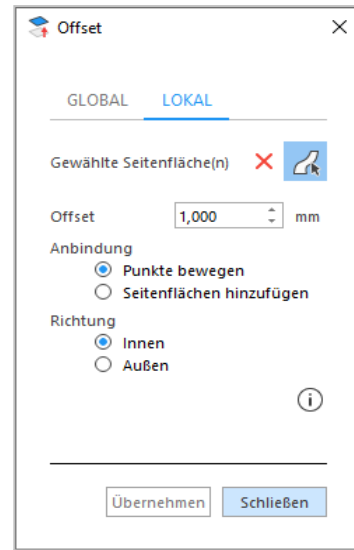 Offset
GLOBAL LOKAL
Gewählte Seitenfläche(n)
Offset 1,000 mm
Anbindung
Punkte bewegen
Seitenflächen hinzufügen
Richtung
Innen
Außen
Übernehmen Schließen